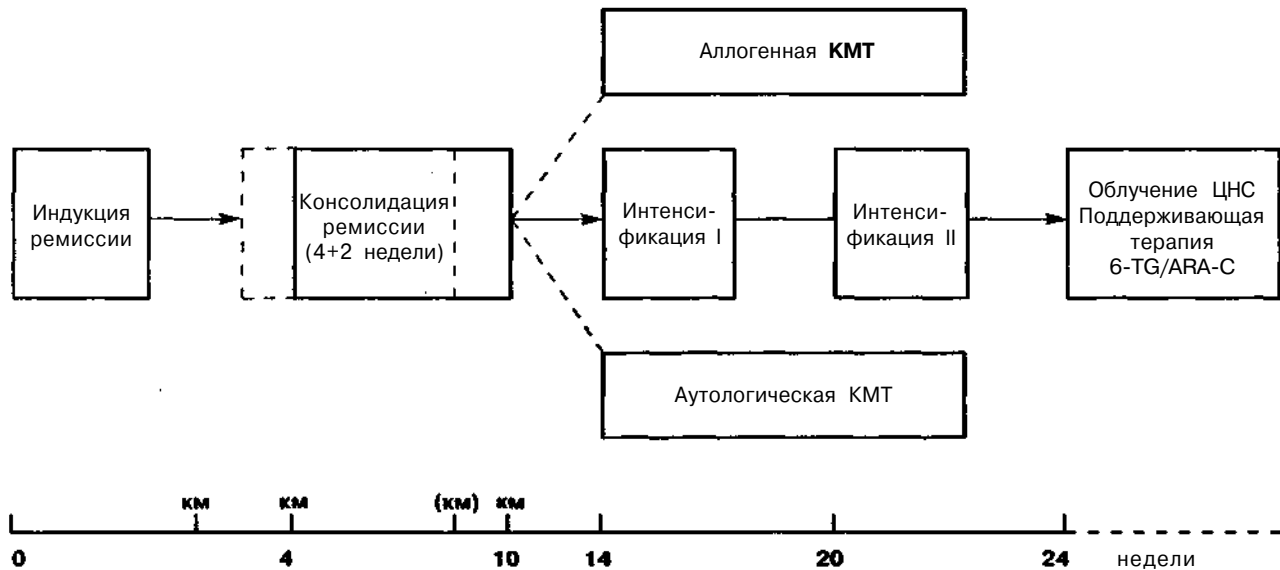 Аллогенная КМТ
Индукция
ремиссии
Консолидация
ремиссии
(4+2 недели)
Интенси-
фикация I
Интенси-
фикация II
Облучение ЦНС
Поддерживающая
терапия
6-TG/ARA-C
Аутологическая КМТ
км км (км) км
0 4 10 14 20 24 недели